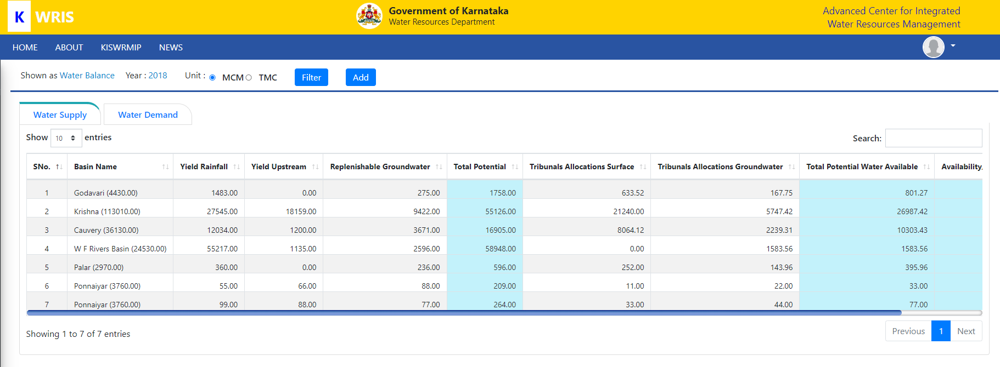 K WRIS
Government of Karnataka
Water Resources Department
Advanced Center for Integrated
Water Resources Management
HOME ABOUT KISWRMIP NEWS
Shown as Water Balance Year : 2018 Unit : MCM TMC Filter Add
Water Supply Water Demand
Show 10 entries Search:
SNo. Basin Name Yield Rainfall Yield Upstream Replenishable Groundwater Total Potential Tribunals Allocations Surface Tribunals Allocations Groundwater Total Potential Water Available Availability,
1 Godavari (4430.00) 1483.00 0.00 275.00 1758.00 633.52 167.75 801.27
2 Krishna (113010.00) 27545.00 18159.00 9422.00 55126.00 21240.00 5747.42 26987.42
3 Cauvery (36130.00) 12034.00 1200.00 3671.00 16905.00 8064.12 2239.31 10303.43
4 W F Rivers Basin (24530.00) 55217.00 1135.00 2596.00 58948.00 0.00 1583.56 1583.56
5 Palar (2970.00) 360.00 0.00 236.00 596.00 252.00 143.96 395.96
6 Ponnaiyar (3760.00) 55.00 66.00 88.00 209.00 11.00 22.00 33.00
7 Ponnaiyar (3760.00) 99.00 88.00 77.00 264.00 33.00 44.00 77.00
Showing 1 to 7 of 7 entries
Previous 1 Next